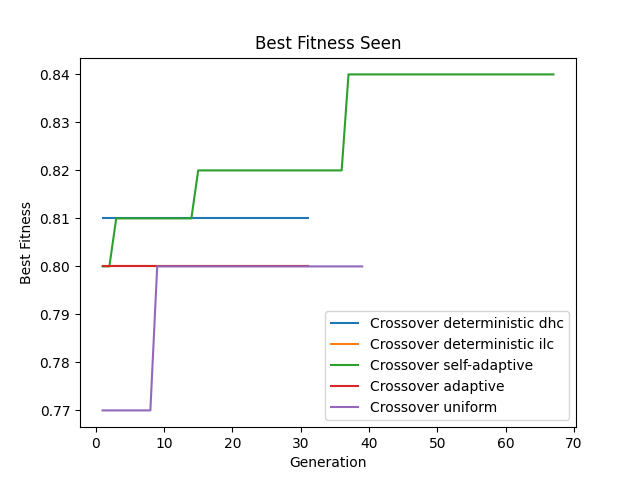 Best Fitness Seen
0.84
0.83
0.82
0.81
0.80
0.79
0.78
0.77
Best Fitness
Crossover deterministic dhc
Crossover deterministic ilc
Crossover self-adaptive
Crossover adaptive
Crossover uniform
0 10 20 30 40 50 60 70
Generation